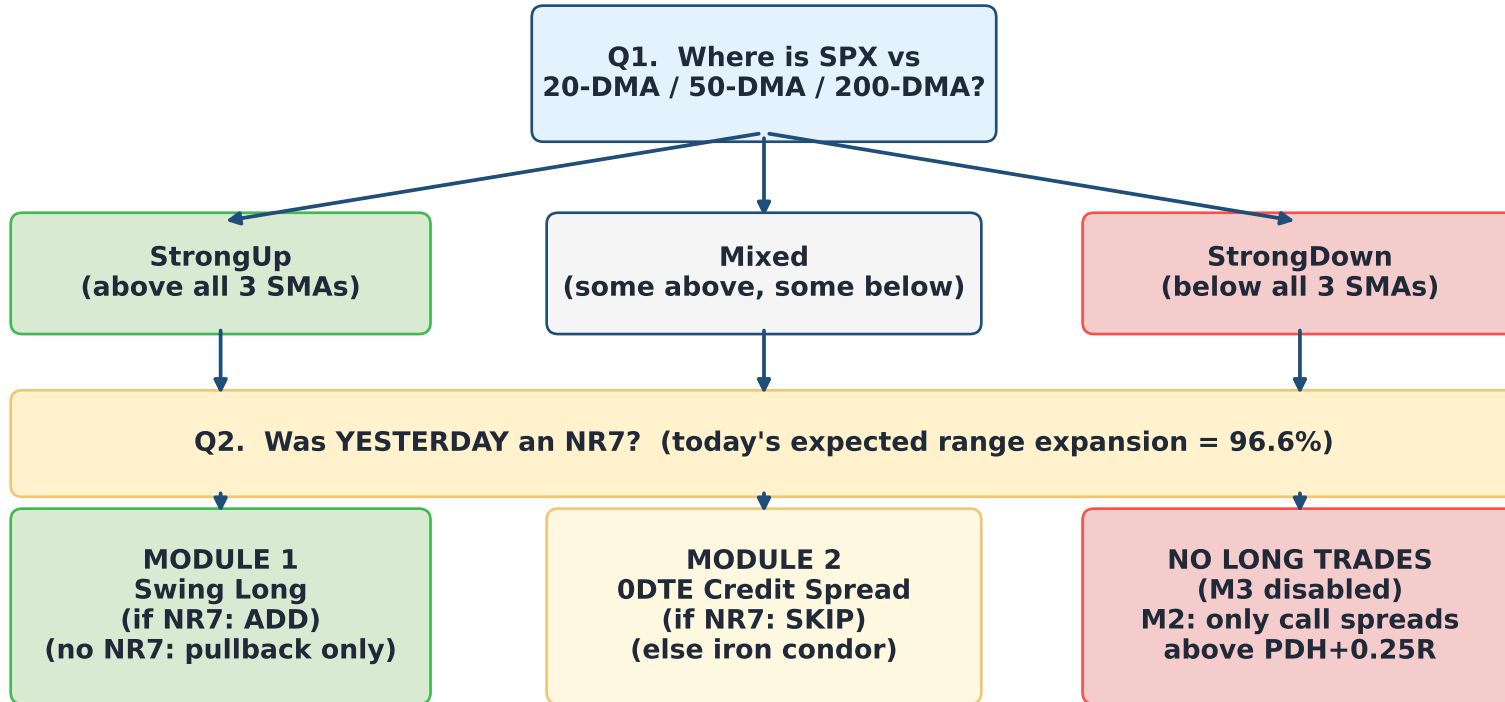 Q1.  Where is SPX vs
20-DMA / 50-DMA / 200-DMA?
StrongUp
(above all 3 SMAs)
Mixed
(some above, some below)
StrongDown
(below all 3 SMAs)
Q2.  Was YESTERDAY an NR7?  (today's expected range expansion = 96.6%)
MODULE 1
Swing Long
(if NR7: ADD)
(no NR7: pullback only)
MODULE 2
0DTE Credit Spread
(if NR7: SKIP)
(else iron condor)
NO LONG TRADES
(M3 disabled)
M2: only call spreads
above PDH+0.25R